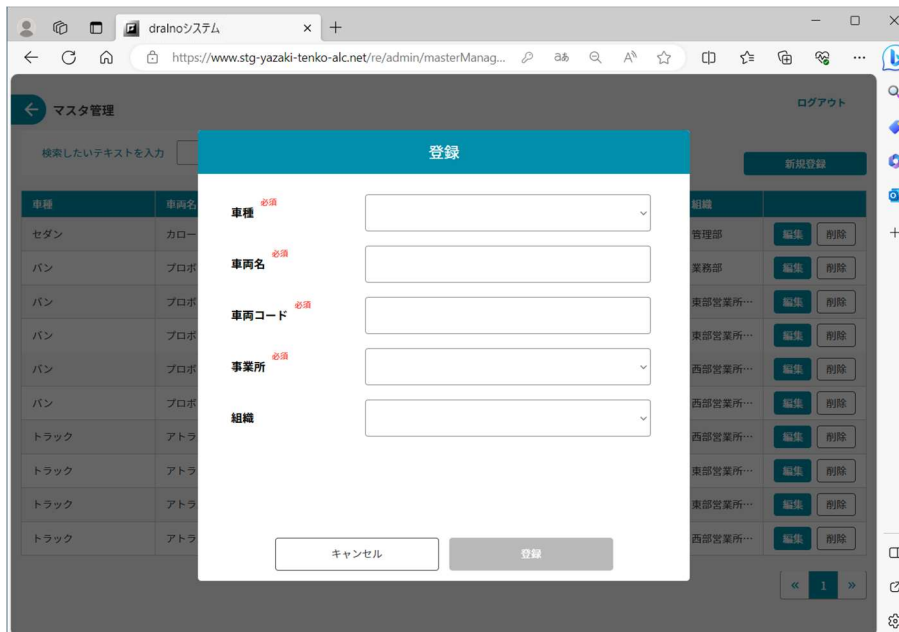 dralnoシステム
https://www.stg-yazaki-tenko-alc.net/re/admin/masterManag...
マスタ管理
ログアウト
検索したいテキストを入力
新規登録
登録
車種 必須
車両名 必須
車両コード 必須
事業所 必須
組織
キャンセル
登録
車種 車両名 組織
セダン カロー 管理部 編集 削除
バン プロボ 業務部 編集 削除
バン プロボ 東部営業所… 編集 削除
バン プロボ 東部営業所… 編集 削除
バン プロボ 西部営業所… 編集 削除
バン プロボ 西部営業所… 編集 削除
トラック アトラ 西部営業所… 編集 削除
トラック アトラ 東部営業所… 編集 削除
トラック アトラ 東部営業所… 編集 削除
トラック アトラ 西部営業所… 編集 削除
« 1 »